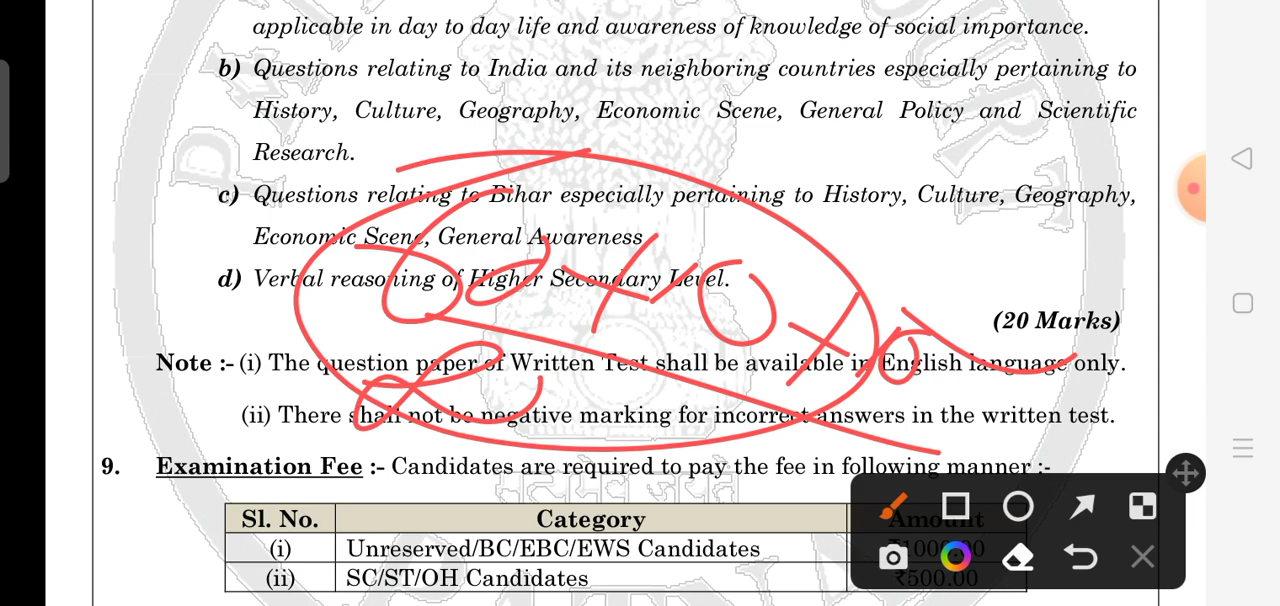 applicable in day to day life and awareness of knowledge of social importance.
b) Questions relating to India and its neighboring countries especially pertaining to
History, Culture, Geography, Economic Scene, General Policy and Scientific
Research.
c) Questions relating to Bihar especially pertaining to History, Culture, Geography,
Economic Scene, General Awareness
d) Verbal reasoning of Higher Secondary Level.
(20 Marks)
Note :- (i) The question paper of Written Test shall be available in English language only.
(ii) There shall not be negative marking for incorrect answers in the written test.
9. Examination Fee :- Candidates are required to pay the fee in following manner :-
Sl. No. Category Amount
(i) Unreserved/BC/EBC/EWS Candidates ₹1000.00
(ii) SC/ST/OH Candidates ₹500.00